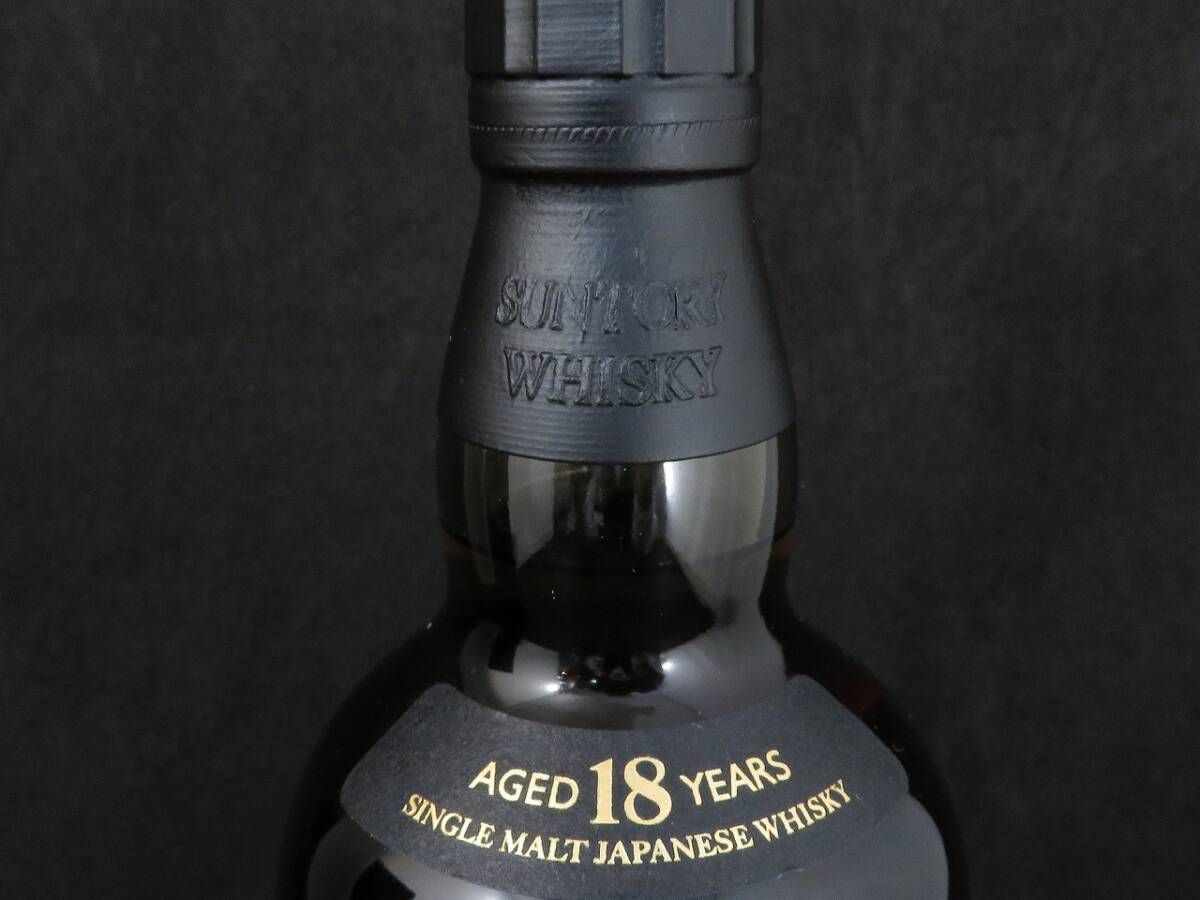 SUNTORY
WHISKY
AGED 18 YEARS
SINGLE MALT JAPANESE WHISKY